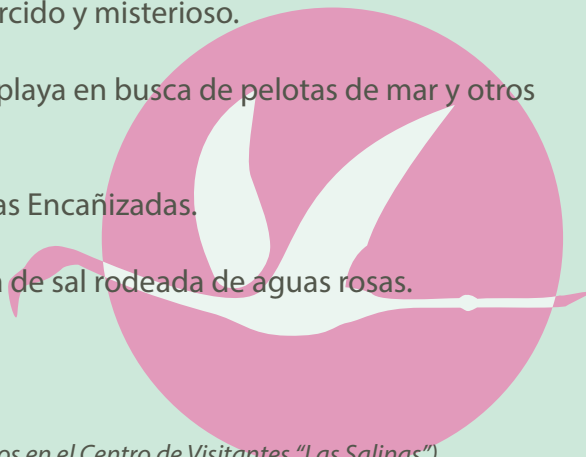 rcido y misterioso.
playa en busca de pelotas de mar y otros
as Encañizadas.
de sal rodeada de aguas rosas.
os en el Centro de Visitantes “Las Salinas”)